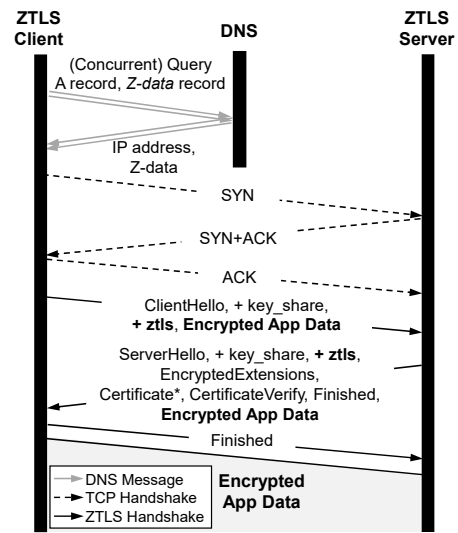 ZTLS
Client
DNS
ZTLS
Server
(Concurrent) Query
A record, Z-data record
IP address,
Z-data
SYN
SYN+ACK
ACK
ClientHello, + key_share,
+ ztls, Encrypted App Data
ServerHello, + key_share, + ztls,
EncryptedExtensions,
Certificate*, CertificateVerify, Finished,
Encrypted App Data
Finished
Encrypted
App Data
DNS Message
TCP Handshake
ZTLS Handshake